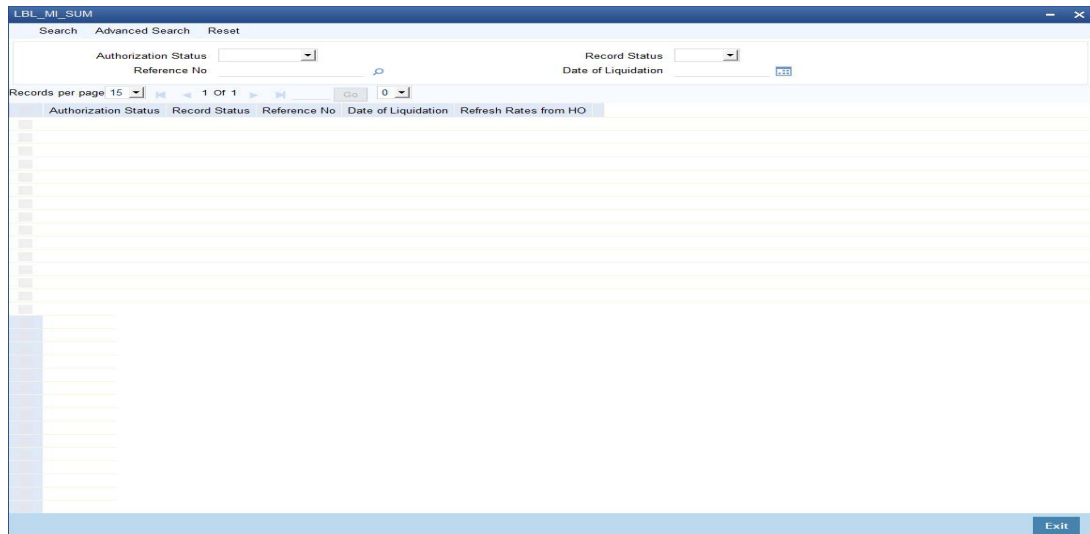 LBL_MI_SUM
Search Advanced Search Reset
Authorization Status Record Status
Reference No Date of Liquidation
Records per page 15 1 Of 1 Go 0
Authorization Status Record Status Reference No Date of Liquidation Refresh Rates from HO
Exit